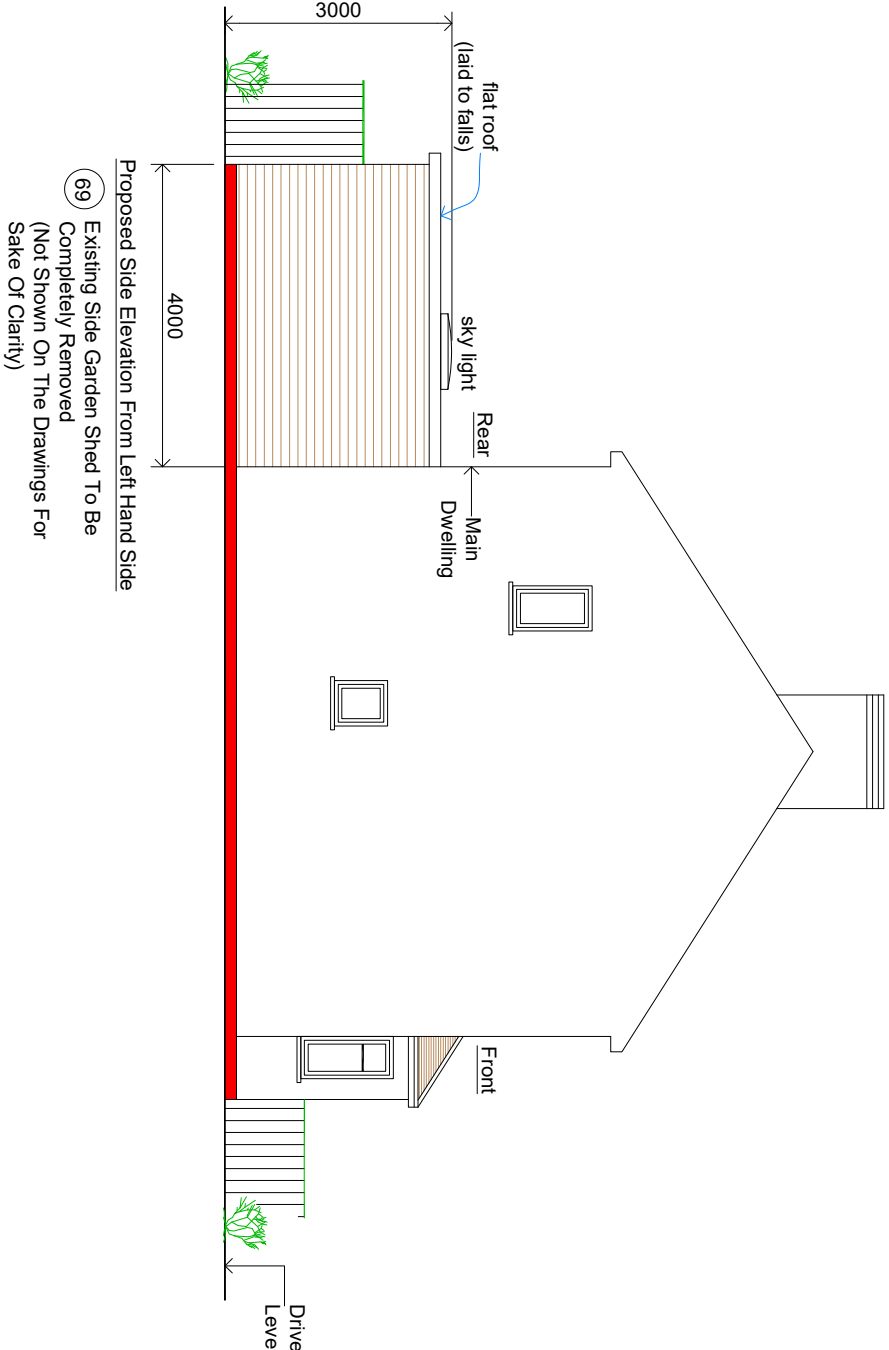 3000
flat roof
(laid to falls)
sky light
Rear
Main
Dwelling
Front
4000
Drive
Leve
Proposed Side Elevation From Left Hand Side
69
Existing Side Garden Shed To Be
Completely Removed
(Not Shown On The Drawings For
Sake Of Clarity)